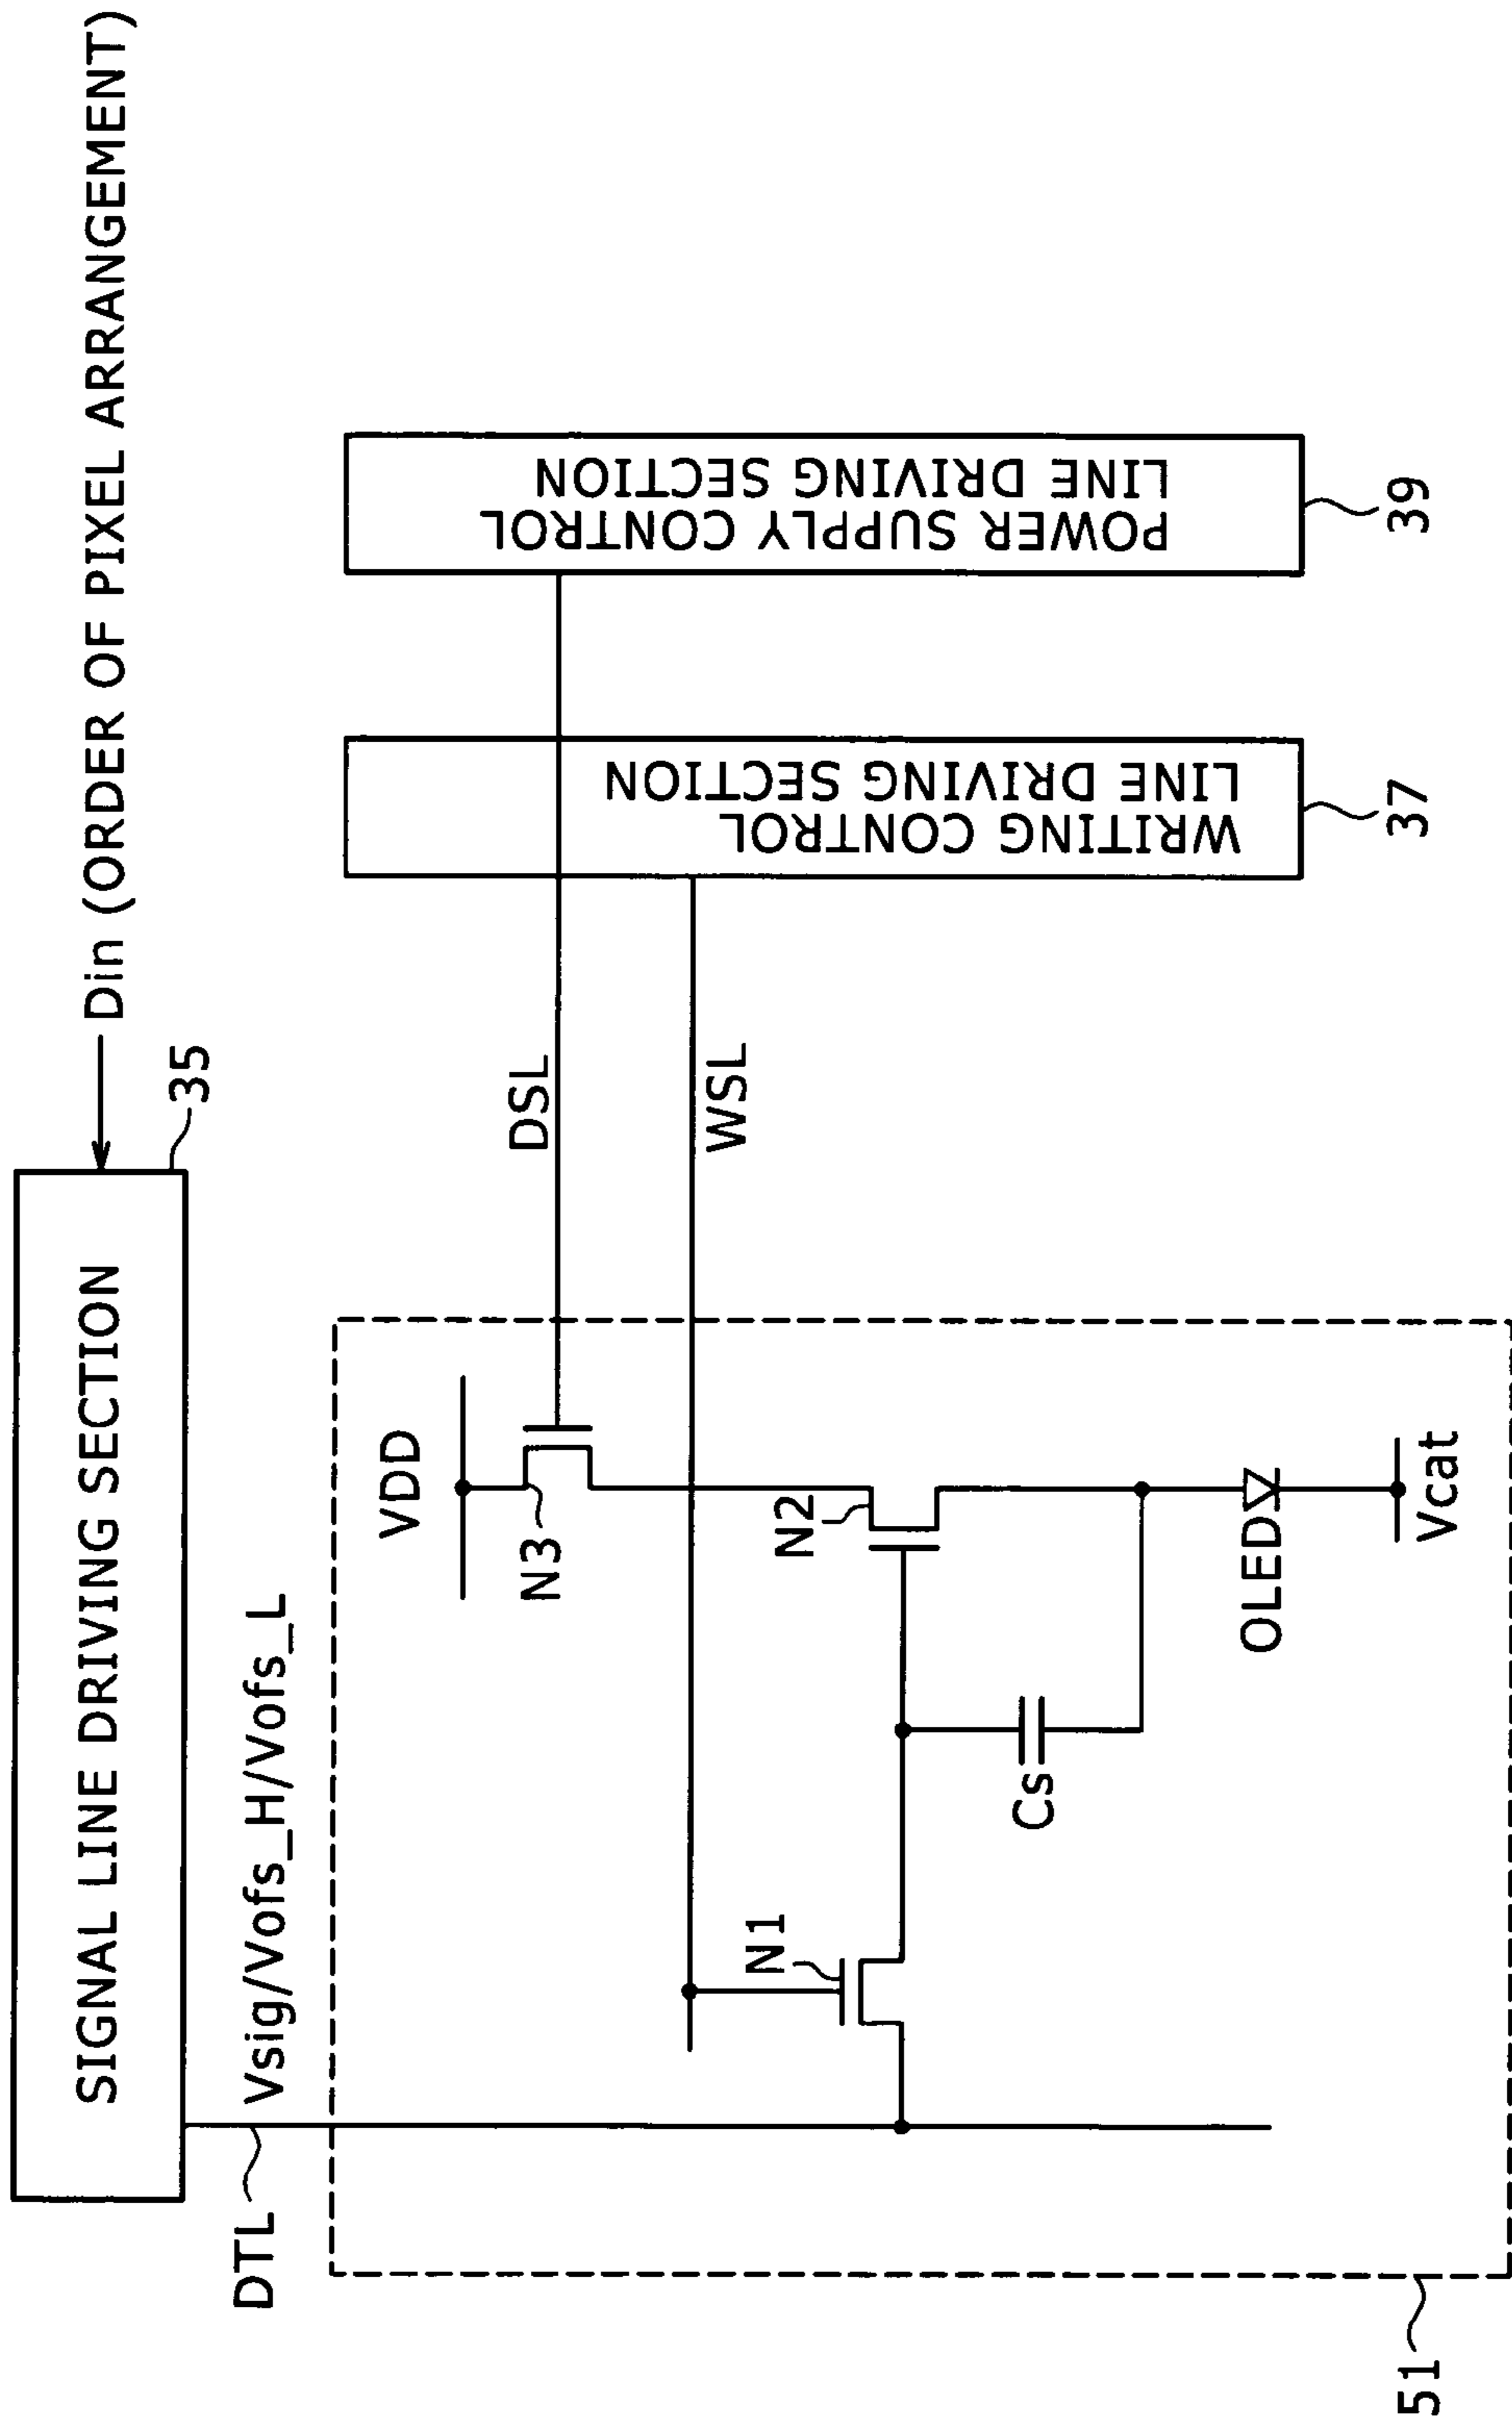 Din (ORDER OF PIXEL ARRANGEMENT)
SIGNAL LINE DRIVING SECTION
35
DTL
Vsig/Vofs_H/Vofs_L
VDD
N3
DSL
WSL
N1
N2
Cs
OLED
Vcat
51
WRITING CONTROL
LINE DRIVING SECTION
37
POWER SUPPLY CONTROL
LINE DRIVING SECTION
39